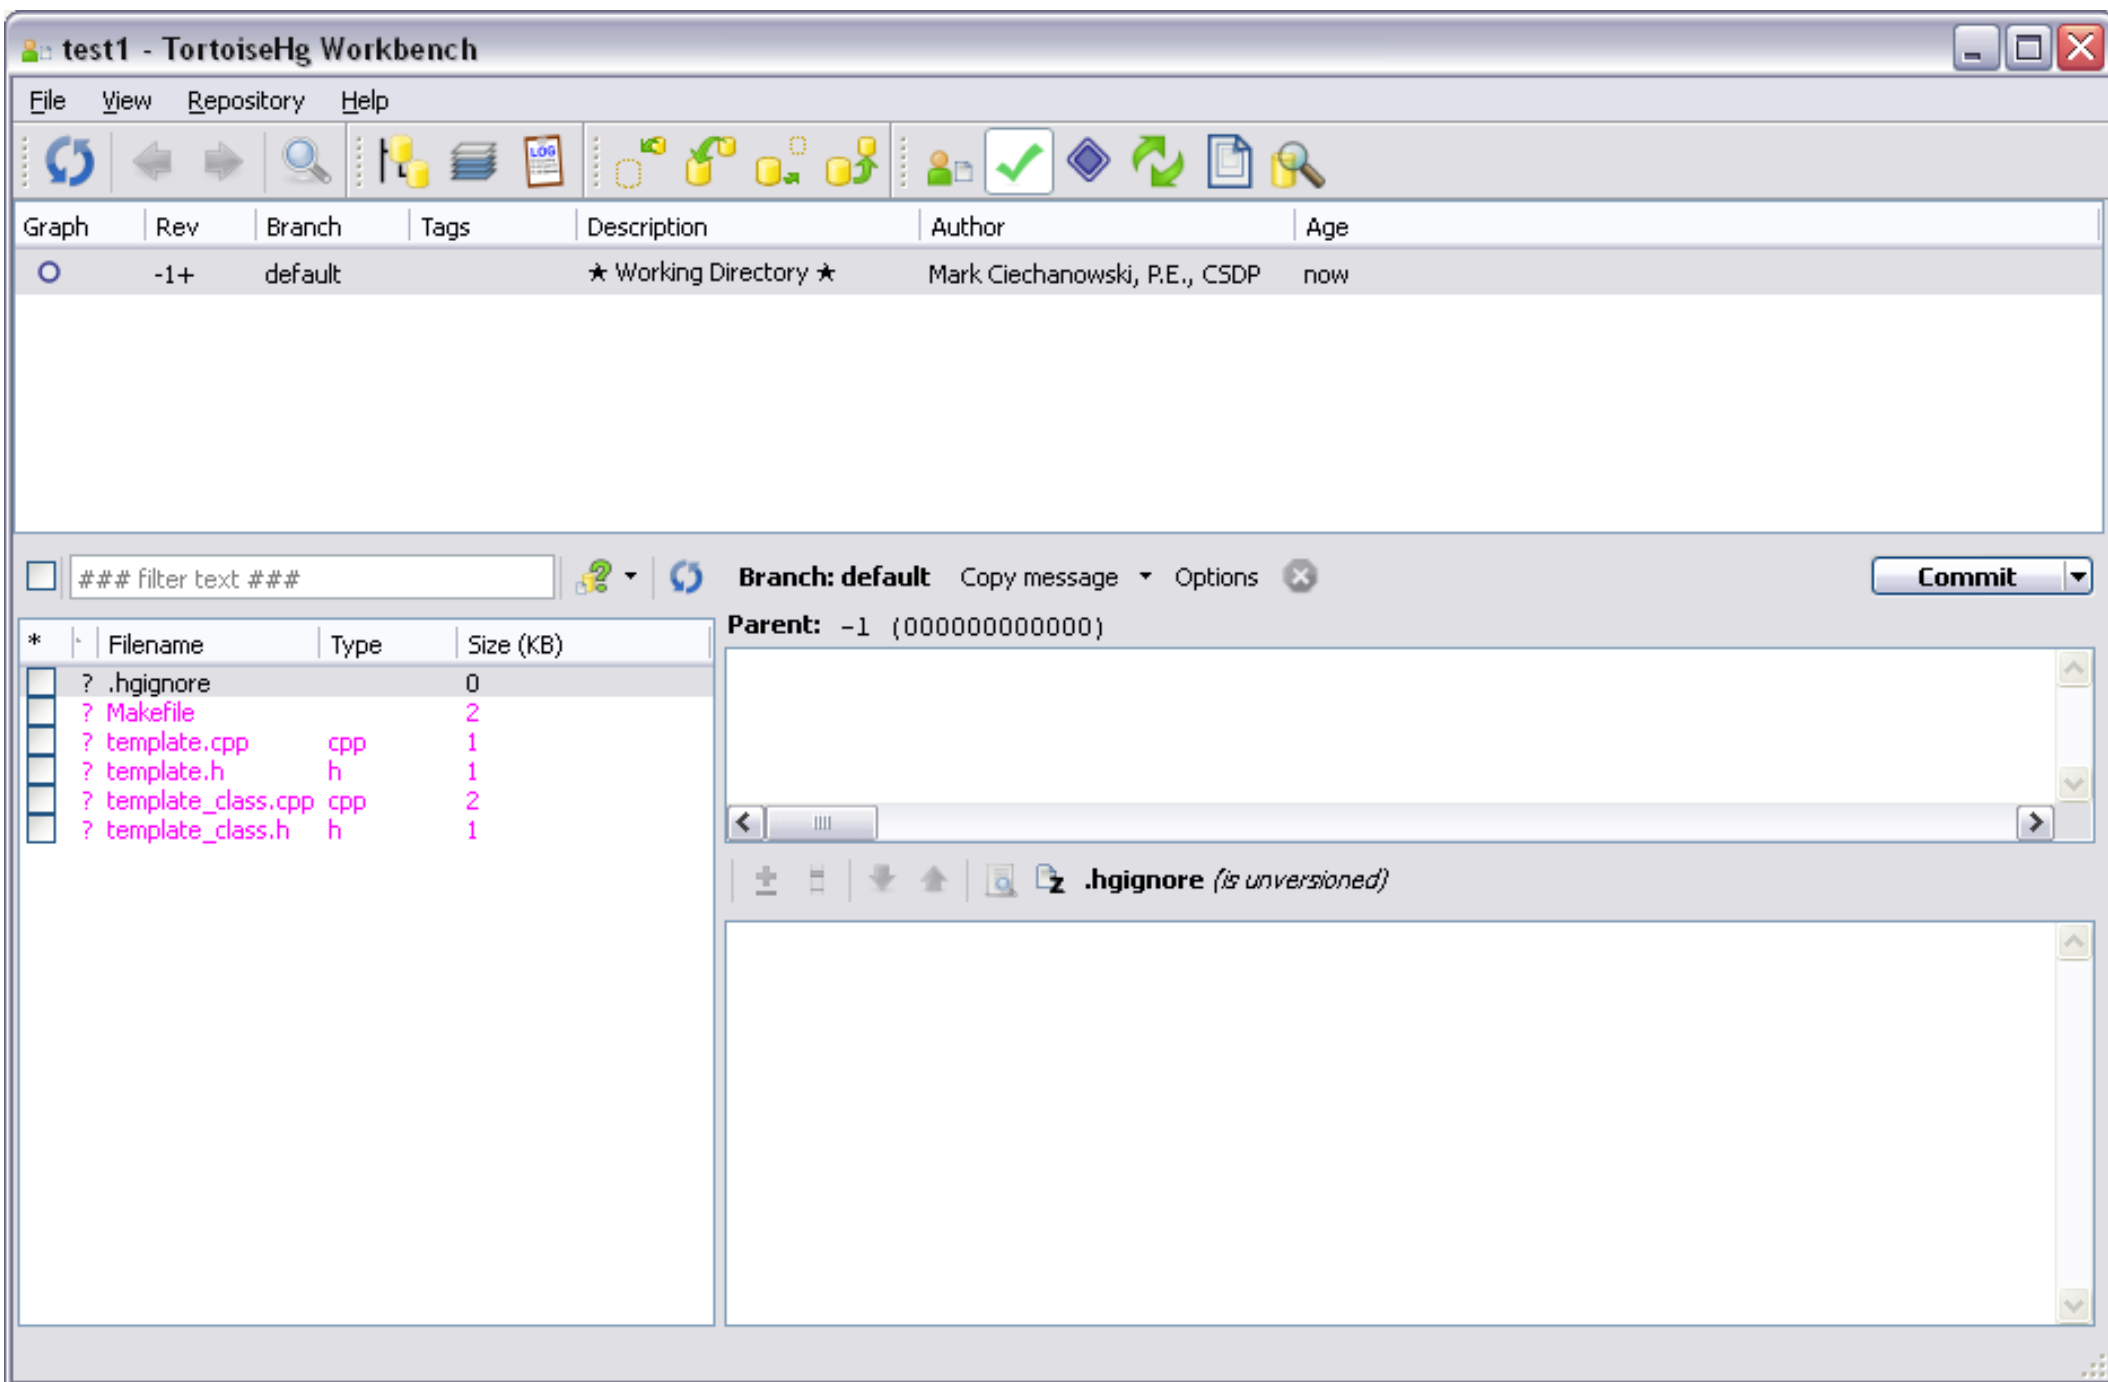 test1 - TortoiseHg Workbench
File View Repository Help
LOG
Graph Rev Branch Tags Description Author Age
-1+ default ★ Working Directory ★ Mark Ciechanowski, P.E., CSDP now
### filter text ### Branch: default Copy message Options Commit
Parent: -1 (000000000000)
* Filename Type Size (KB)
? .hgignore 0
? Makefile 2
? template.cpp cpp 1
? template.h h 1
? template_class.cpp cpp 2
? template_class.h h 1
z .hgignore (is unversioned)